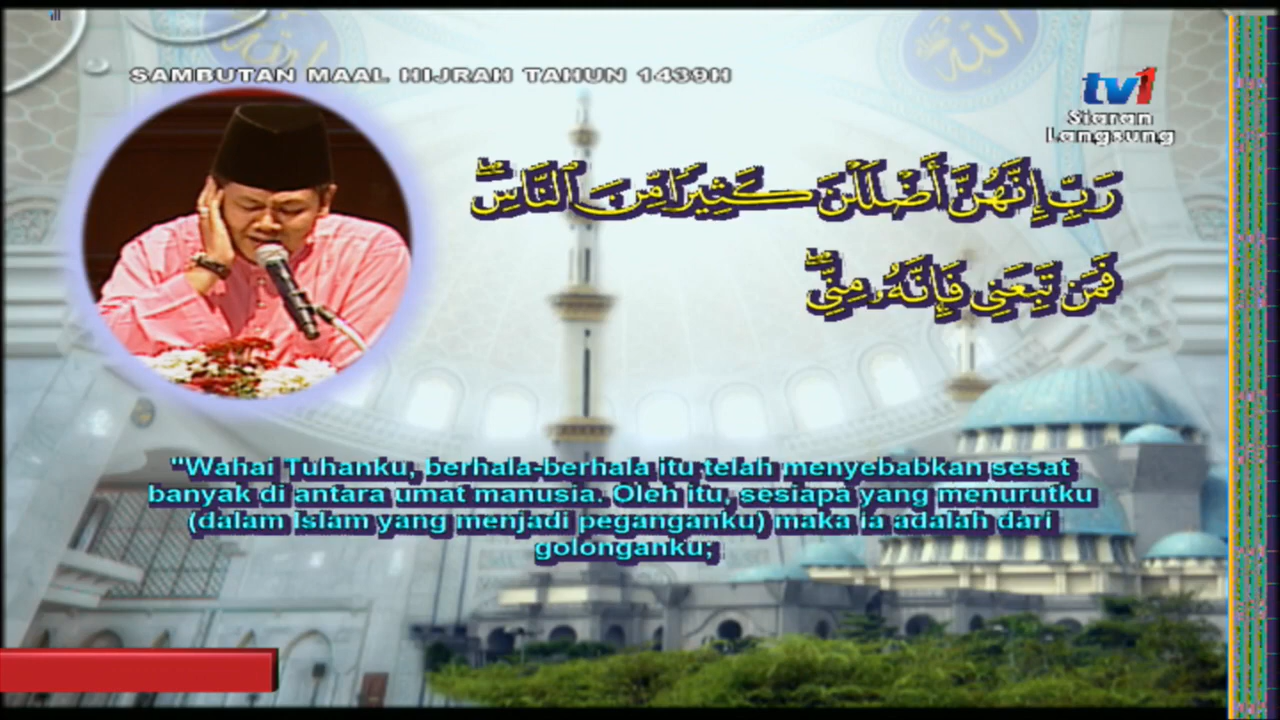 SAMBUTAN MAAL HIJRAH TAHUN 1439H
tv1
Siaran
Langsung
رَبِّ إِنَّهُنَّ أَضْلَلْنَ كَثِيرًا مِّنَ ٱلنَّاسِ ۖ
فَمَن تَبِعَنِى فَإِنَّهُۥ مِنِّى ۖ
"Wahai Tuhanku, berhala-berhala itu telah menyebabkan sesat
banyak di antara umat manusia. Oleh itu, sesiapa yang menurutku
(dalam Islam yang menjadi peganganku) maka ia adalah dari
golonganku;